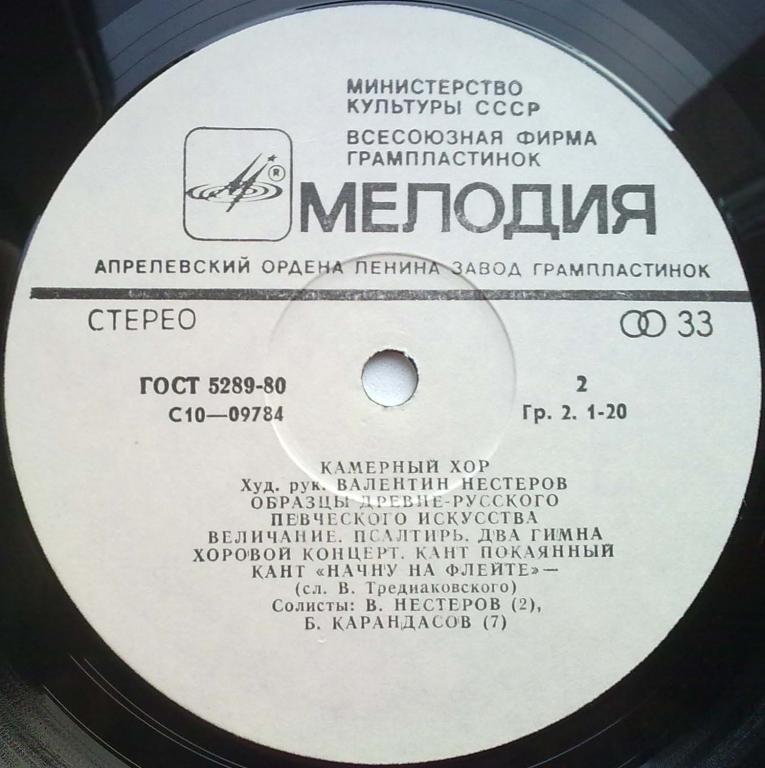 МИНИСТЕРСТВО
КУЛЬТУРЫ СССР
ВСЕСОЮЗНАЯ ФИРМА
ГРАМПЛАСТИНОК
®
МЕЛОДИЯ
АПРЕЛЕВСКИЙ ОРДЕНА ЛЕНИНА ЗАВОД ГРАМПЛАСТИНОК
СТЕРЕО 33
ГОСТ 5289-80 2
С10—09784 Гр. 2. 1-20
КАМЕРНЫЙ ХОР
Худ. рук. ВАЛЕНТИН НЕСТЕРОВ
ОБРАЗЦЫ ДРЕВНЕ-РУССКОГО
ПЕВЧЕСКОГО ИСКУССТВА
ВЕЛИЧАНИЕ. ПСАЛТИРЬ. ДВА ГИМНА
ХОРОВОЙ КОНЦЕРТ. КАНТ ПОКАЯННЫЙ
КАНТ «НАЧНУ НА ФЛЕЙТЕ»—
(сл. В. Тредиаковского)
Солисты: В. НЕСТЕРОВ (2),
Б. КАРАНДАСОВ (7)